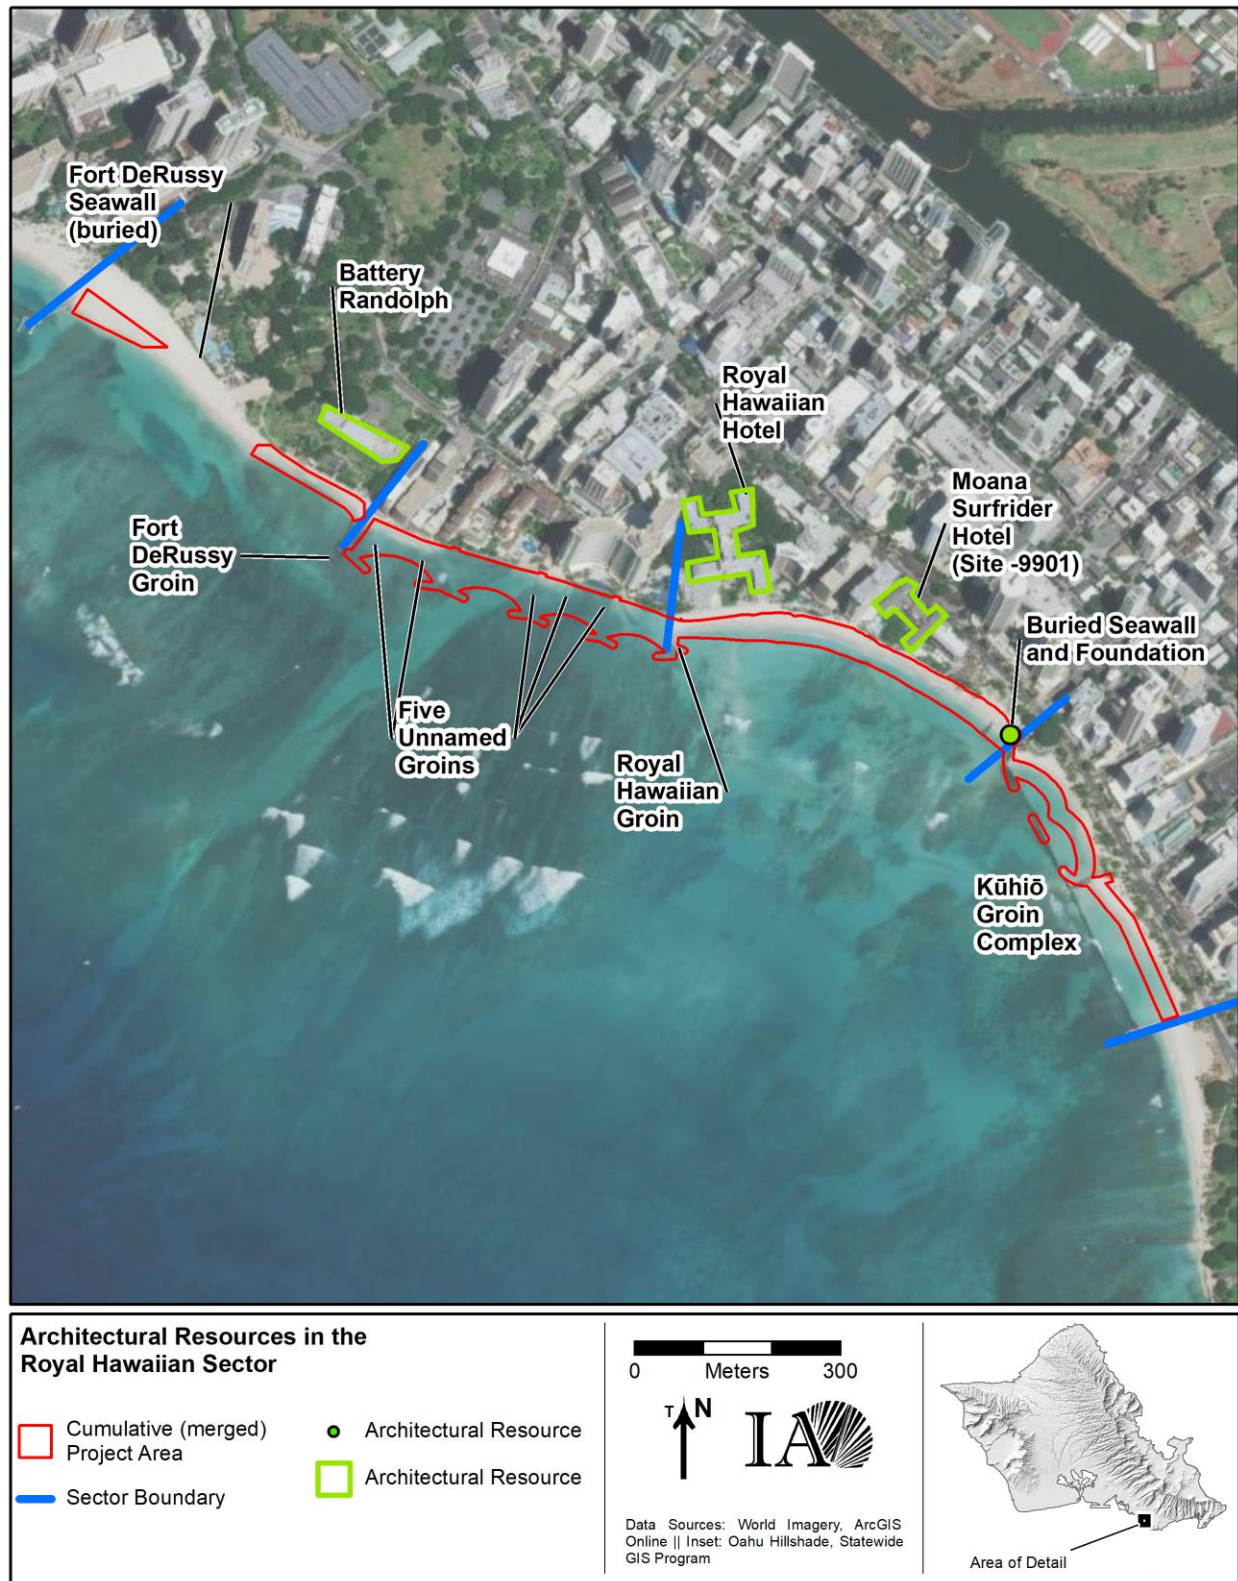 Fort DeRussy
Seawall
(buried)
Battery
Randolph
Royal
Hawaiian
Hotel
Moana
Surfrider
Hotel
(Site -9901)
Fort
DeRussy
Groin
Buried Seawall
and Foundation
Five
Unnamed
Groins
Royal
Hawaiian
Groin
Kūhiō
Groin
Complex
Architectural Resources in the
Royal Hawaiian Sector
Cumulative (merged)
Project Area
Sector Boundary
Architectural Resource
Architectural Resource
0 Meters 300
T N
IA
Data Sources: World Imagery, ArcGIS
Online || Inset: Oahu Hillshade, Statewide
GIS Program
Area of Detail